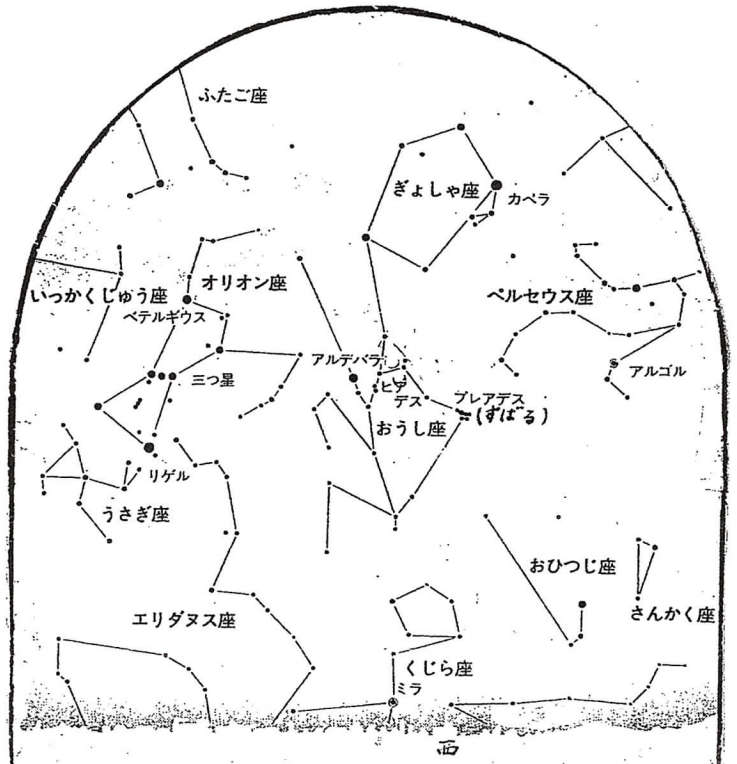 ふたご座
ぎょしゃ座
カペラ
いっかくじゅう座
オリオン座
ペルセウス座
ベテルギウス
アルデバラ
アルゴル
三つ星
ヒア
デス
プレアデス
(すばる)
おうし座
リゲル
うさぎ座
おひつじ座
さんかく座
エリダヌス座
くじら座
ミラ
西